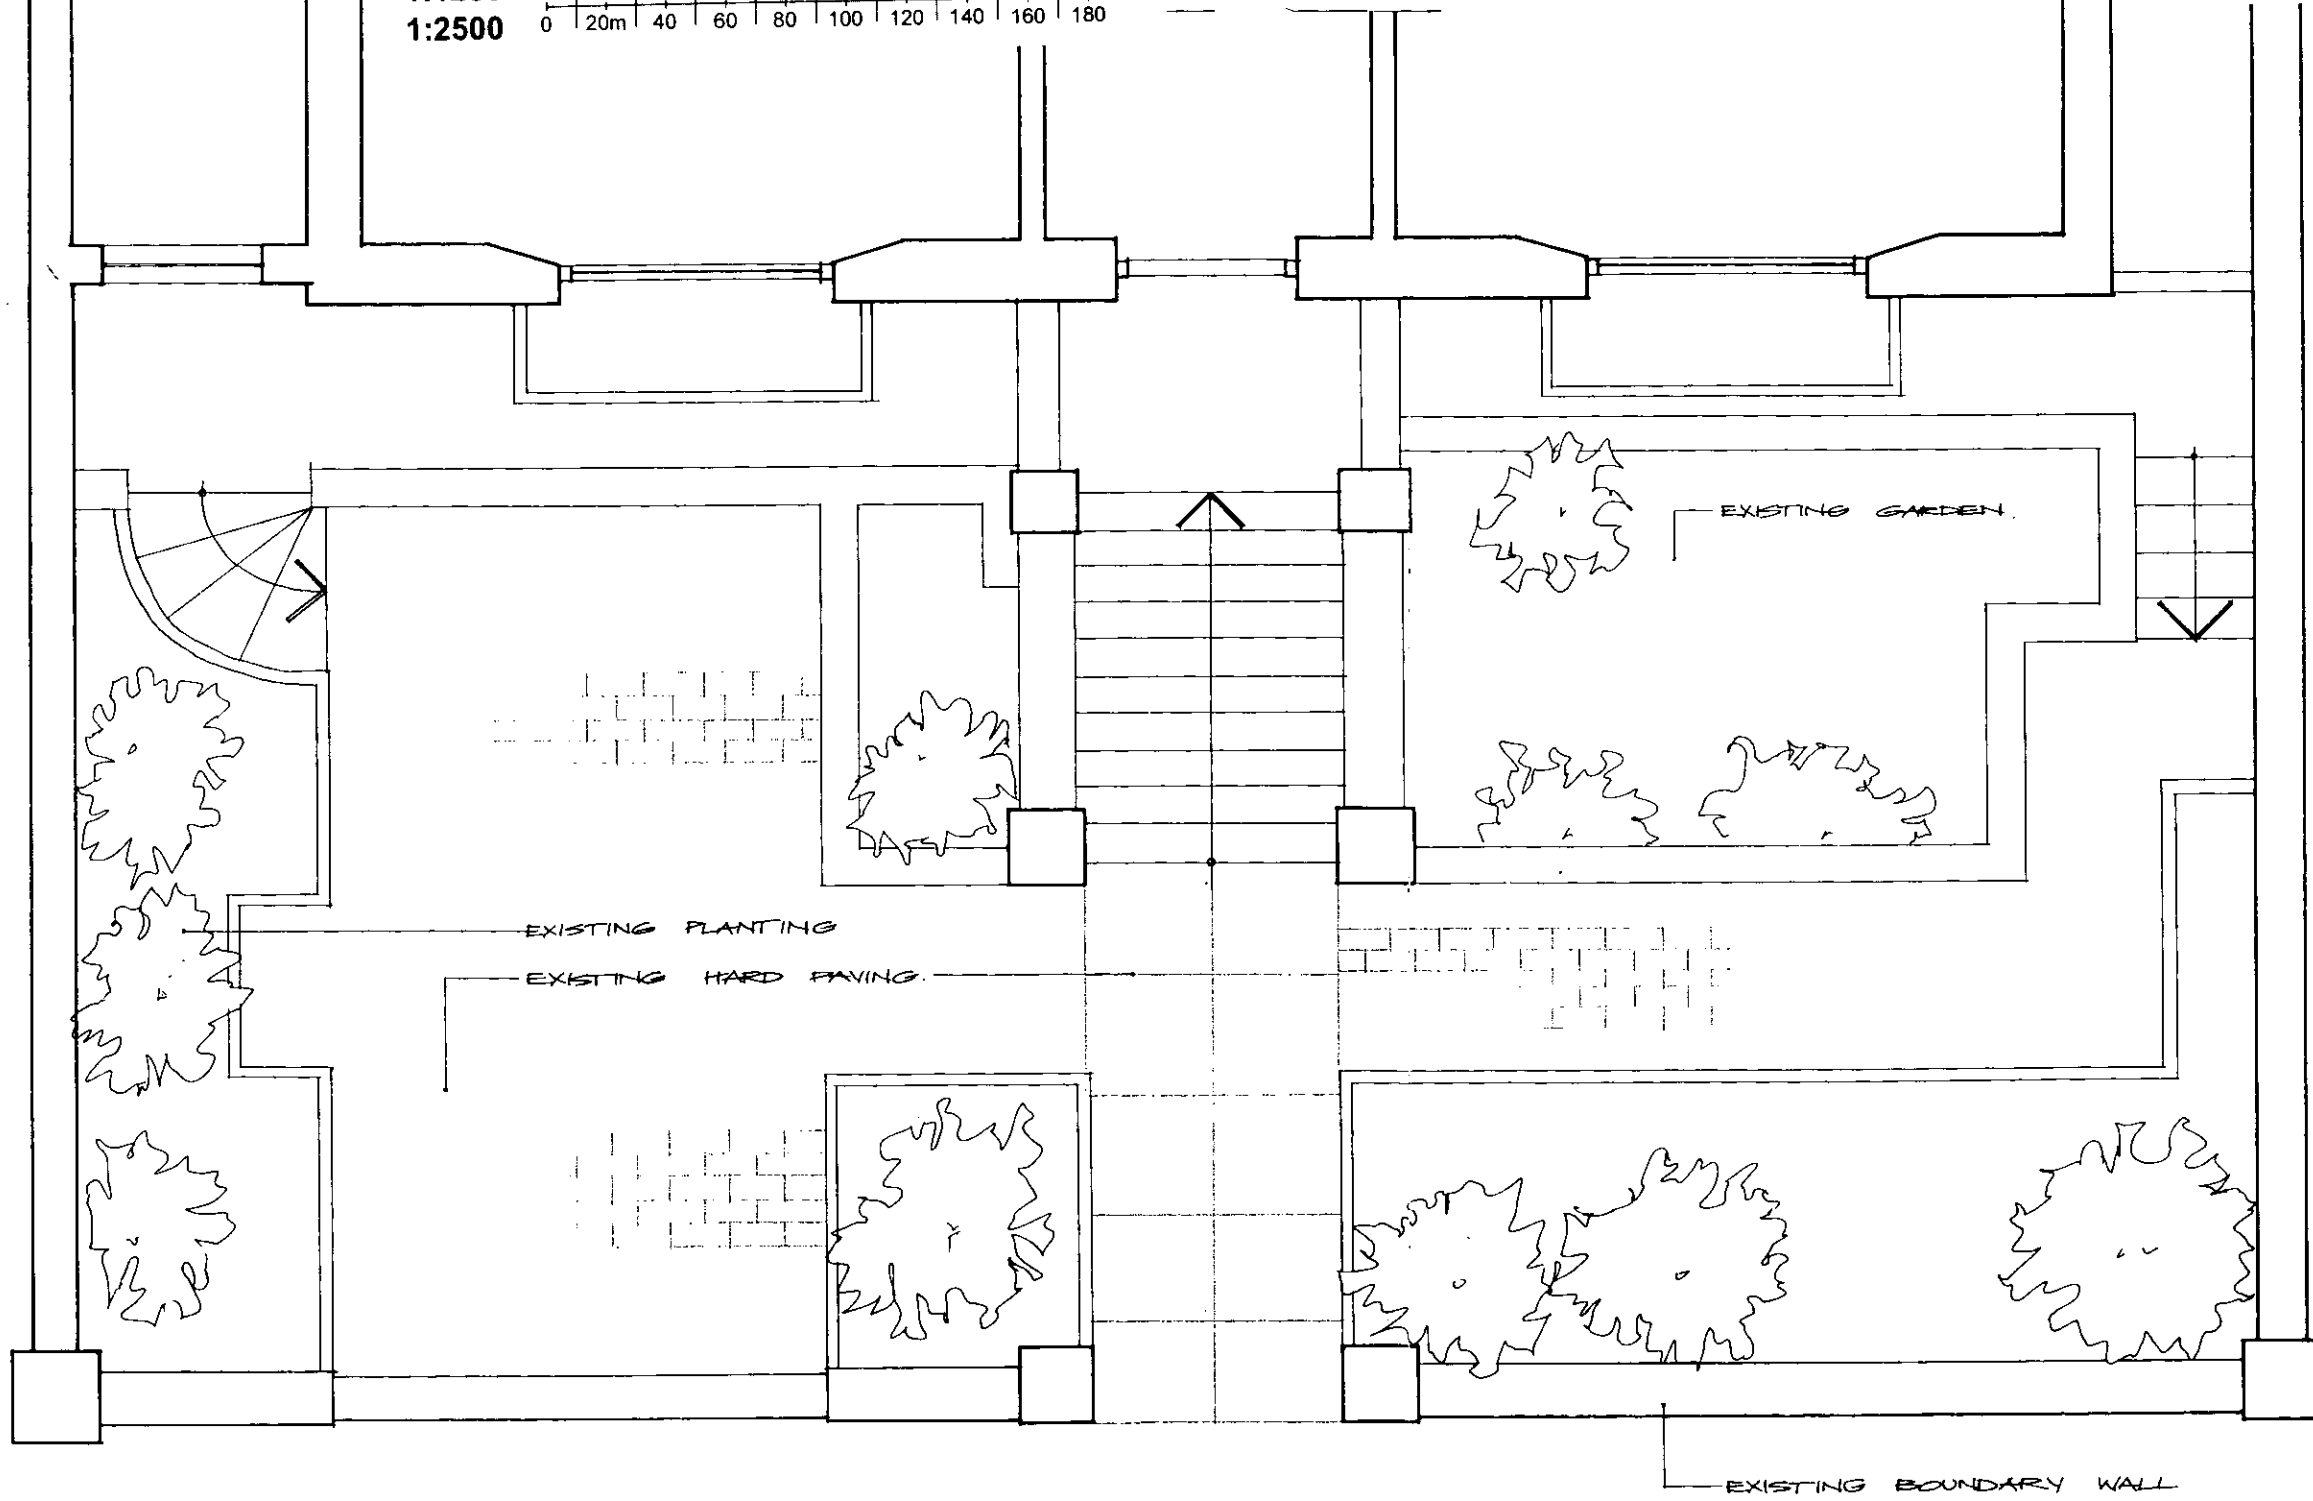 1:2500 0 20m 40 60 80 100 120 140 160 180
EXISTING GARDEN.
EXISTING PLANTING
EXISTING HARD PAVING.
EXISTING BOUNDARY WALL